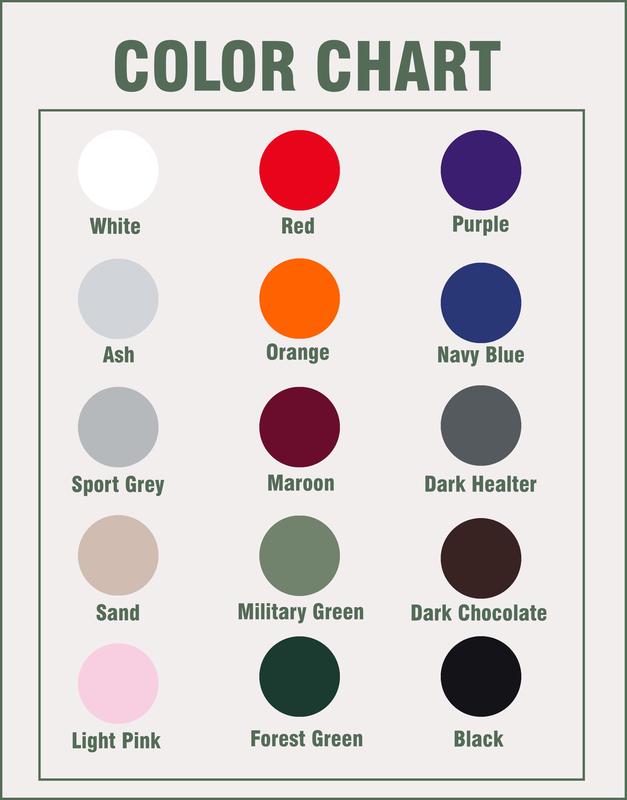 COLOR CHART
White
Red
Purple
Ash
Orange
Navy Blue
Sport Grey
Maroon
Dark Healter
Sand
Military Green
Dark Chocolate
Light Pink
Forest Green
Black